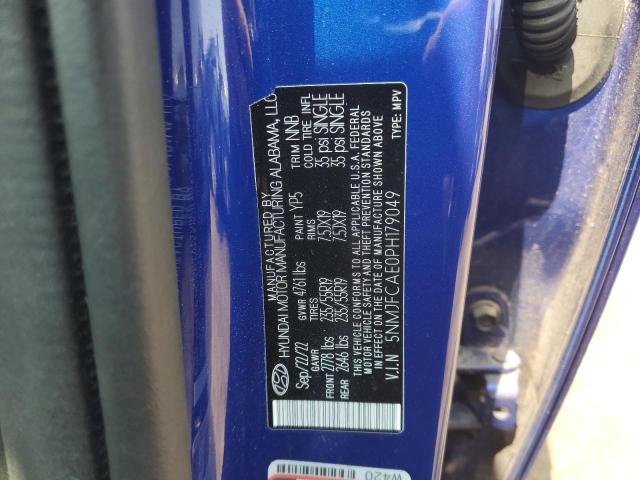 MANUFACTURED BY
HYUNDAI MOTOR MANUFACTURING ALABAMA, LLC
Sep/22/22 GVWR 4761 lbs PAINT YP5 TRIM NNB
GAWR TIRES RIMS COLD TIRE INFL
FRONT 2778 lbs 235/55R19 7.5JX19 35 psi SINGLE
REAR 2646 lbs 235/55R19 7.5JX19 35 psi SINGLE
THIS VEHICLE CONFORMS TO ALL APPLICABLE U.S.A. FEDERAL
MOTOR VEHICLE SAFETY AND THEFT PREVENTION STANDARDS
IN EFFECT ON THE DATE OF MANUFACTURE SHOWN ABOVE
V.I.N 5NMJFCAE0PH179049 TYPE: MPV
W420